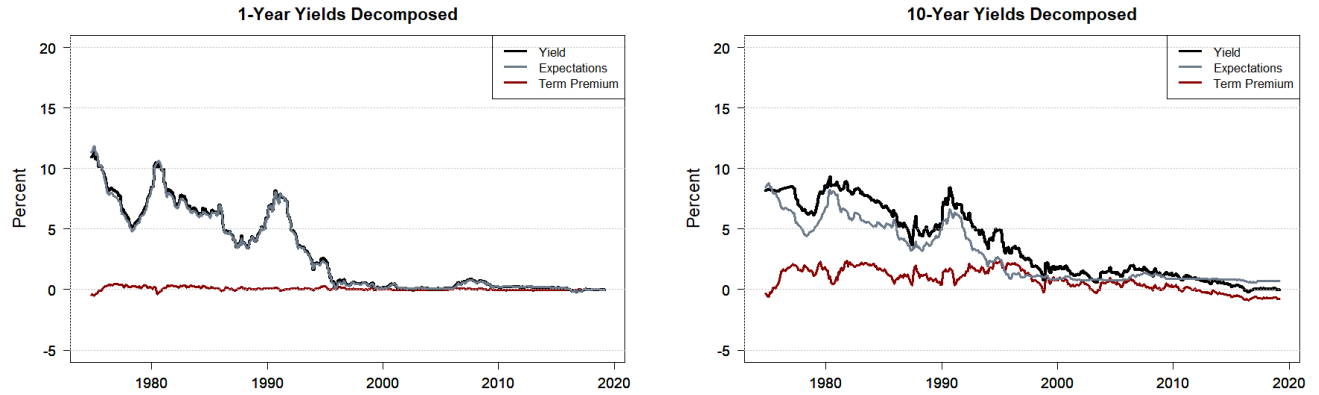 1-Year Yields Decomposed
Percent
20
15
10
5
0
-5
Yield
Expectations
Term Premium
1980
1990
2000
2010
2020
10-Year Yields Decomposed
Percent
20
15
10
5
0
-5
Yield
Expectations
Term Premium
1980
1990
2000
2010
2020